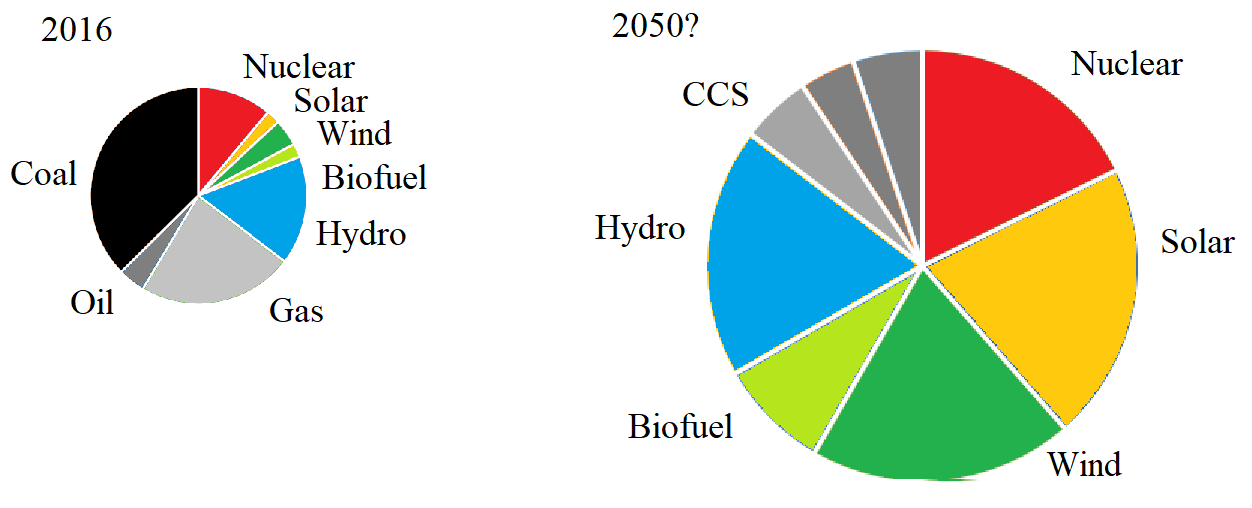 2016
Nuclear
Solar
Wind
Biofuel
Hydro
Gas
Oil
Coal
2050?
Nuclear
Solar
Wind
Biofuel
Hydro
CCS